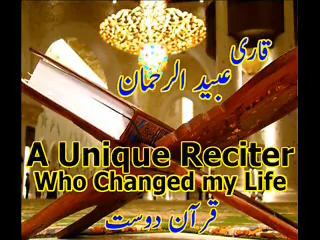 قاری
عبید الرحمان
A Unique Reciter
Who Changed my Life
قرآن دوست